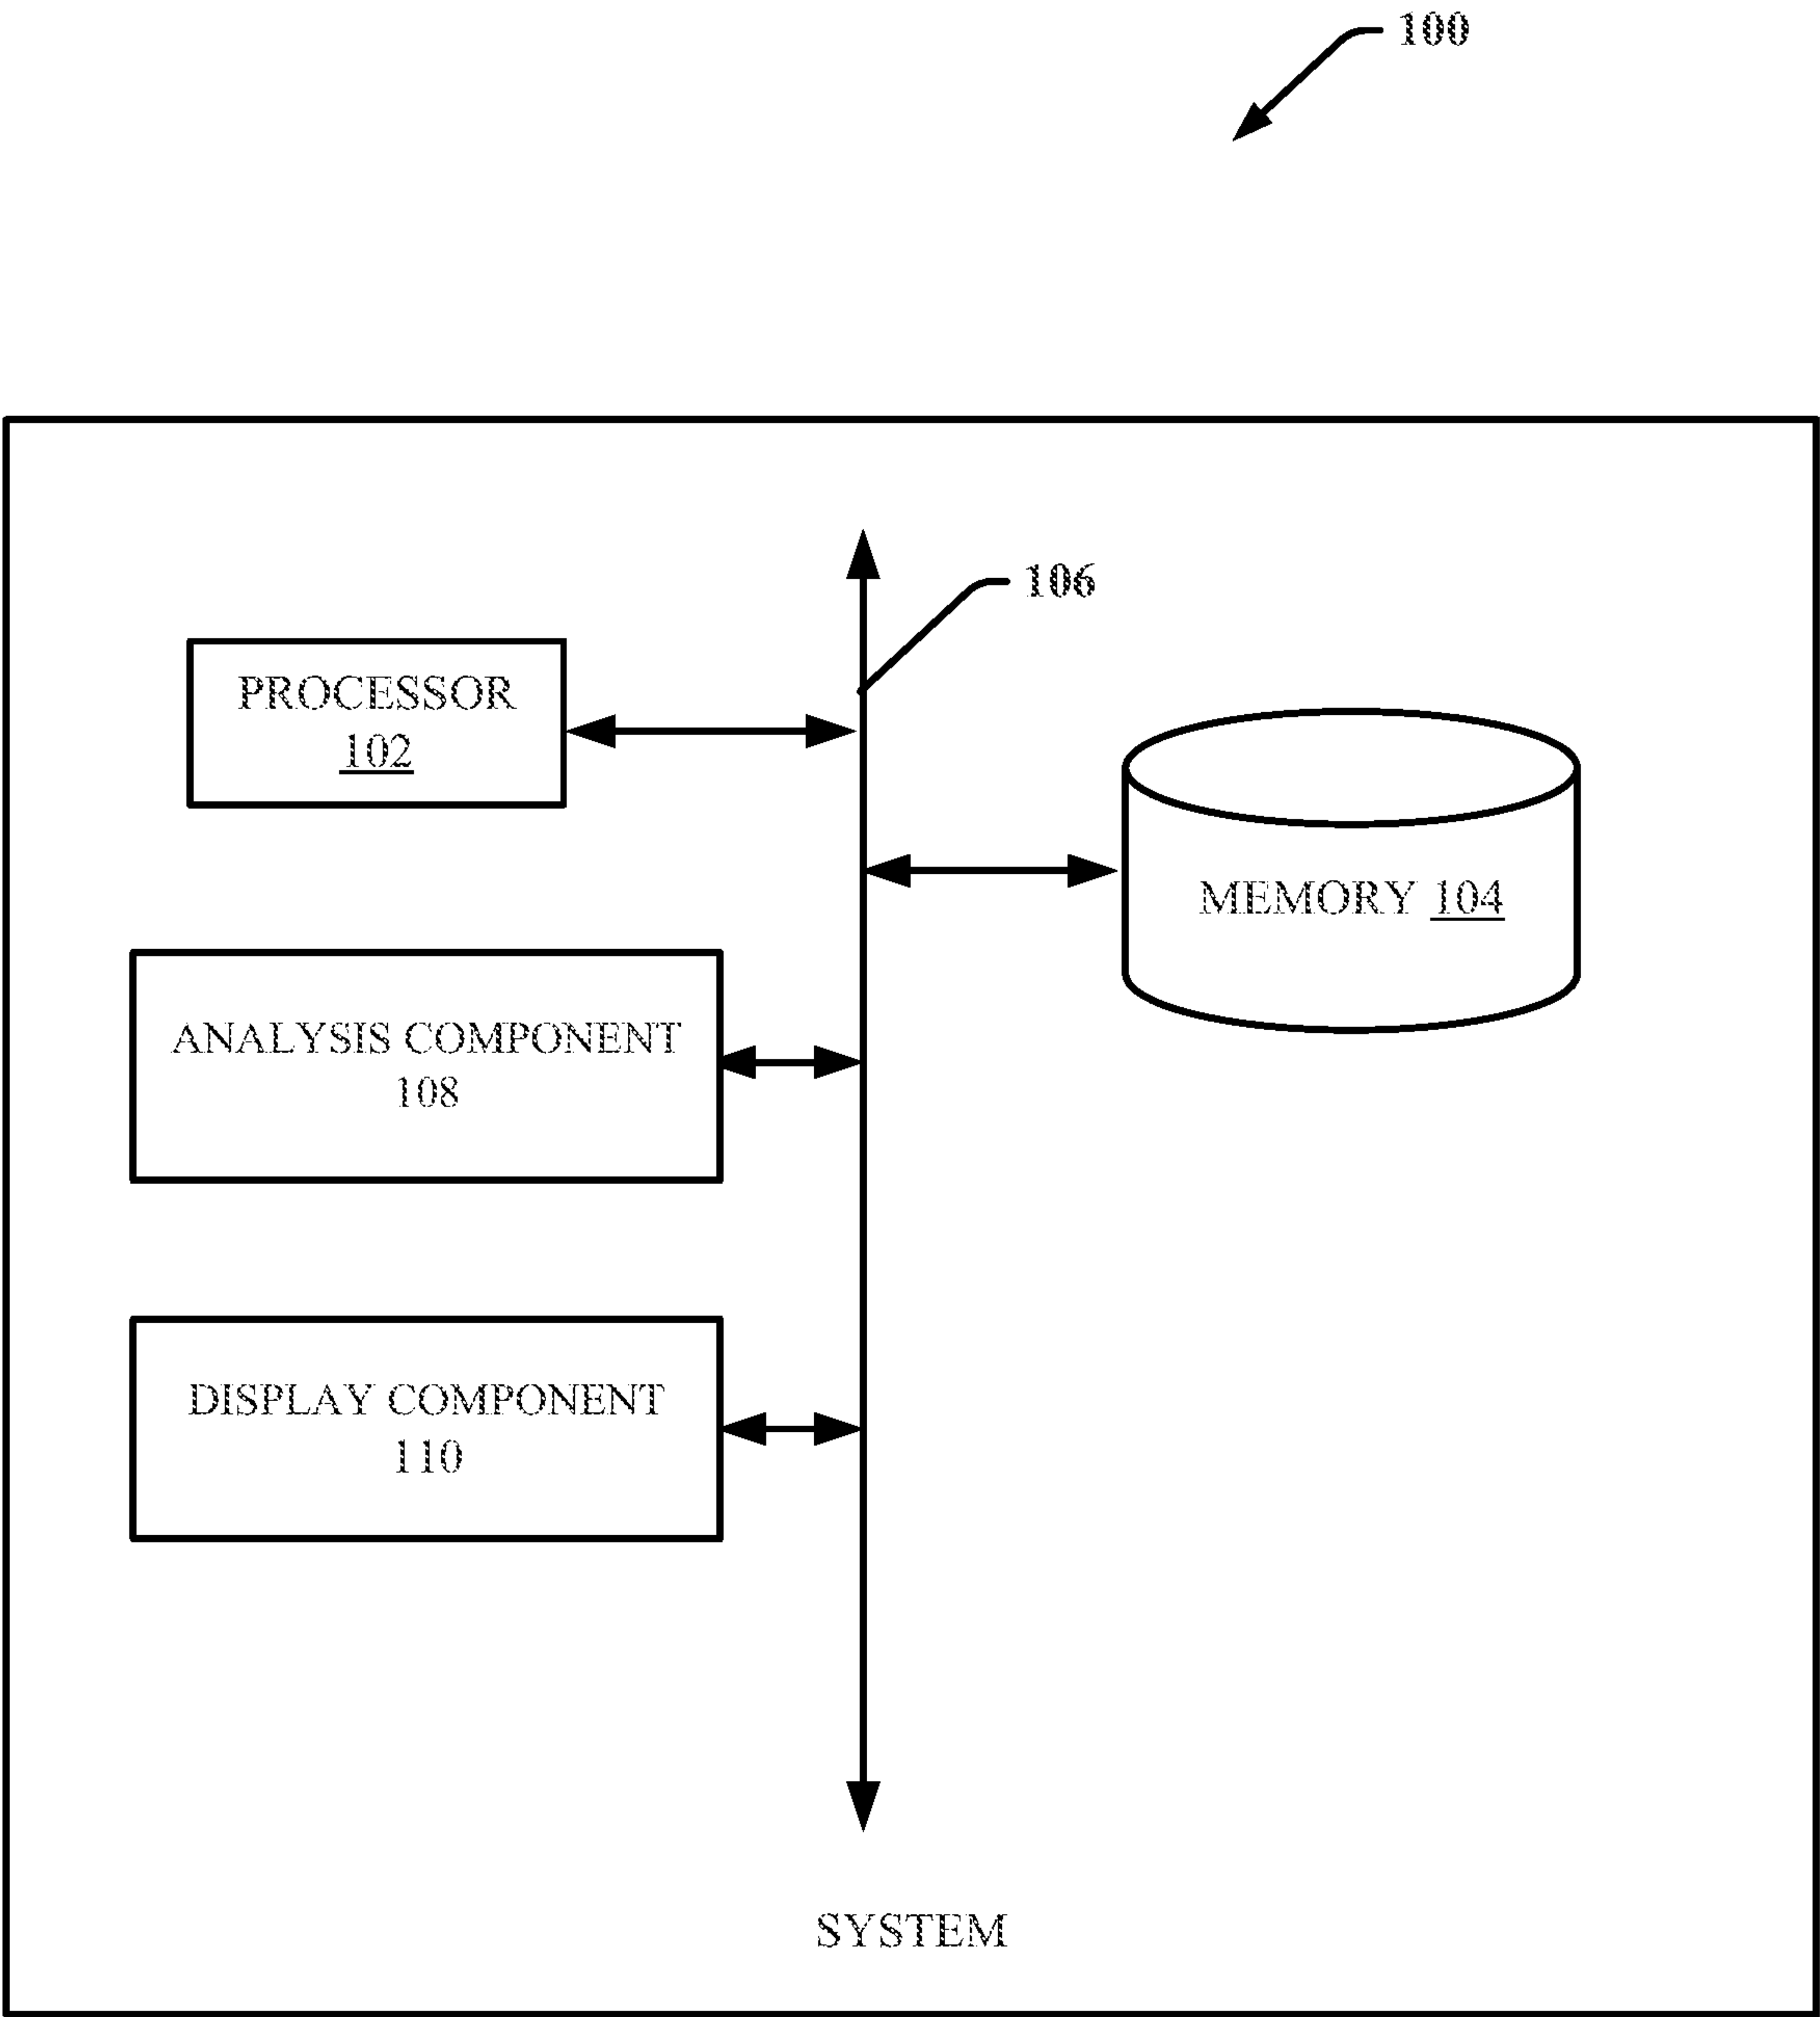 100
106
PROCESSOR
102
MEMORY 104
ANALYSIS COMPONENT
108
DISPLAY COMPONENT
110
SYSTEM